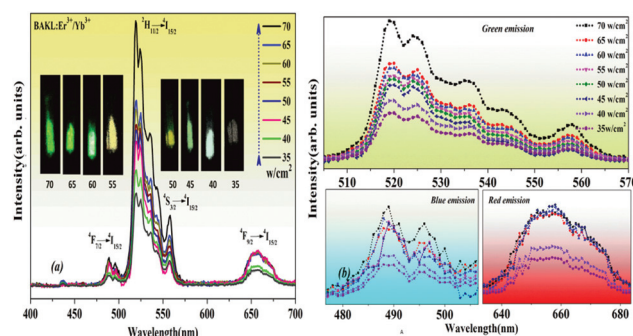 BAKL:Er3+/Yb3+
2H11/2→4I15/2
70
65
60
55
50
45
40
35
w/cm2
70 65 60 55
50 45 40 35
4S3/2→4I15/2
4F7/2→4I15/2
4F9/2→4I15/2
(a)
Intensity(arb. units)
400 450 500 550 600 650 700
Wavelength(nm)
Green emission
70 w/cm2
65 w/cm2
60 w/cm2
55 w/cm2
50 w/cm2
45 w/cm2
40 w/cm2
35w/cm2
510 520 530 540 550 560 570
Intensity(arb. units)
Blue emission
Red emission
(b)
480 490 500
640 660 680
Wavelength(nm)